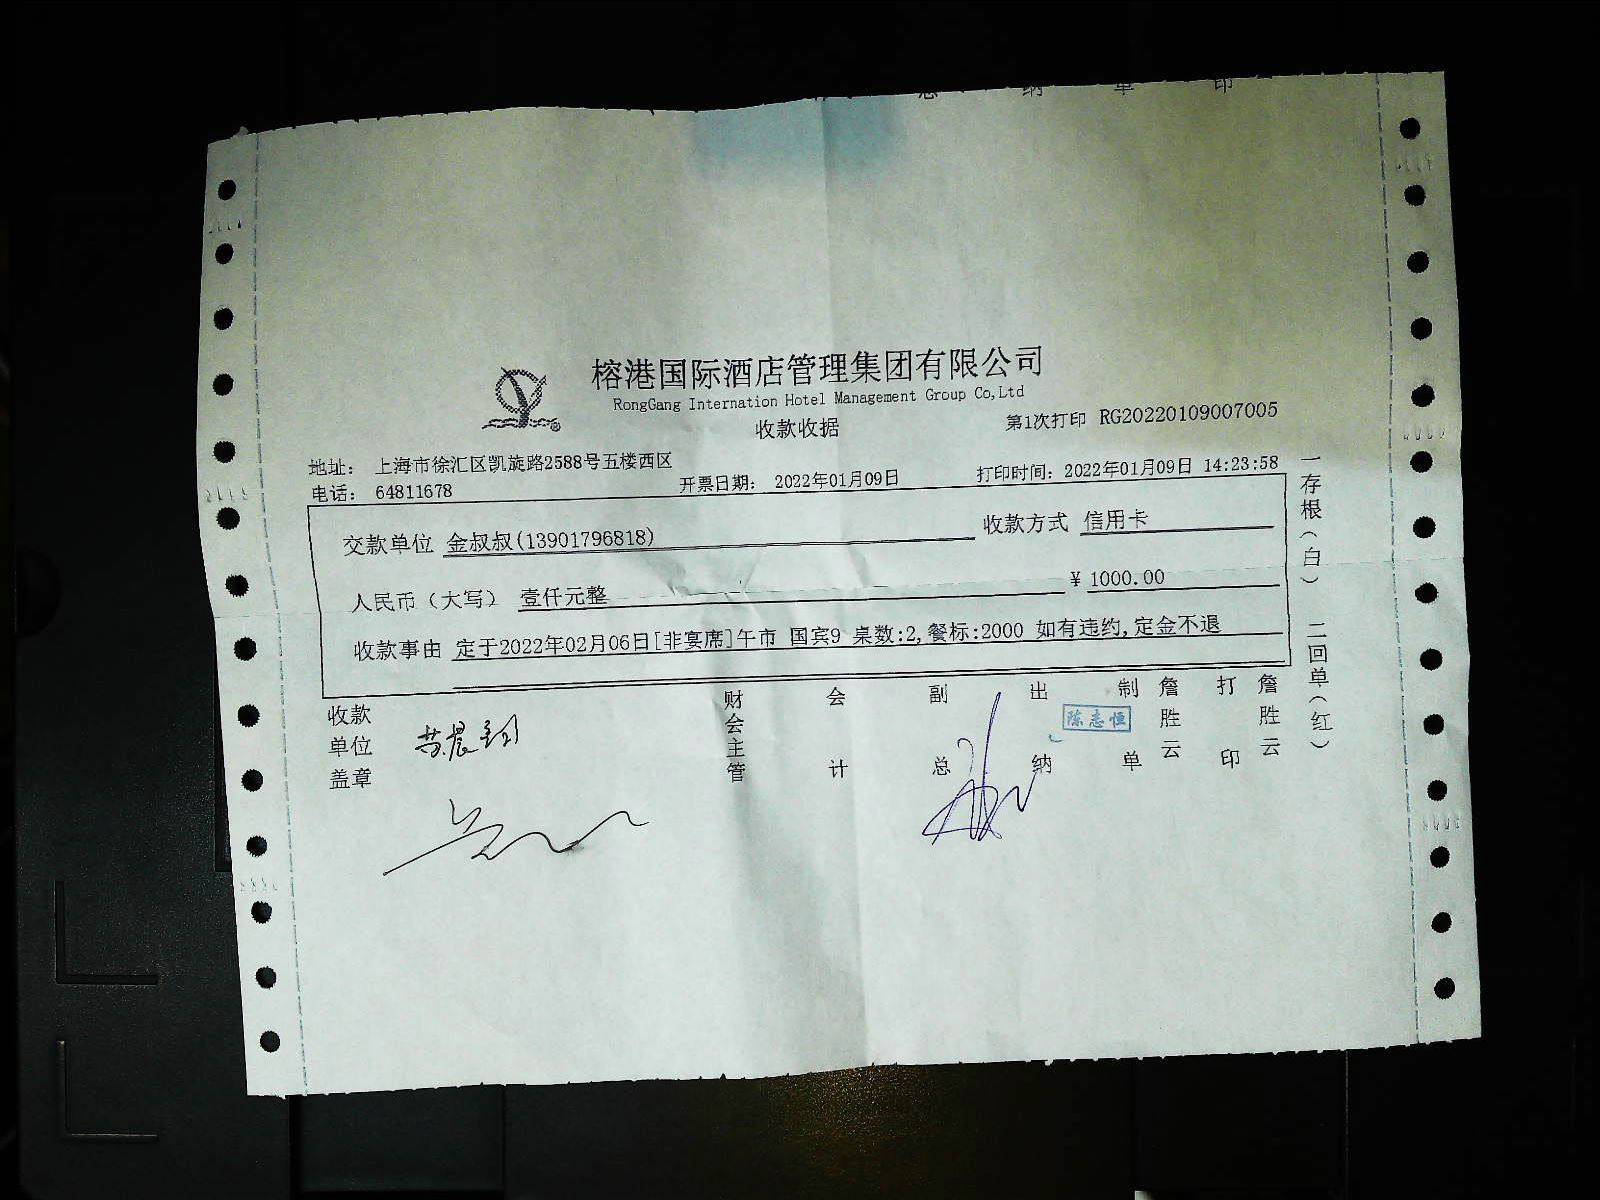 总 纳 单 印
榕港国际酒店管理集团有限公司
RongGang Internation Hotel Management Group Co,Ltd
收款收据
第1次打印 RG20220109007005
地址： 上海市徐汇区凯旋路2588号五楼西区
电话： 64811678
开票日期： 2022年01月09日
打印时间：2022年01月09日 14:23:58
交款单位 金叔叔(13901796818)
收款方式 信用卡
人民币（大写） 壹仟元整
￥ 1000.00
收款事由 定于2022年02月06日[非宴席]午市 国宾9 桌数:2,餐标:2000 如有违约,定金不退
一存根（白） 二回单（红）
收款单位盖章
财会主管
会计
副总
出纳
陈志恒
制单
詹胜云
打印
詹胜云